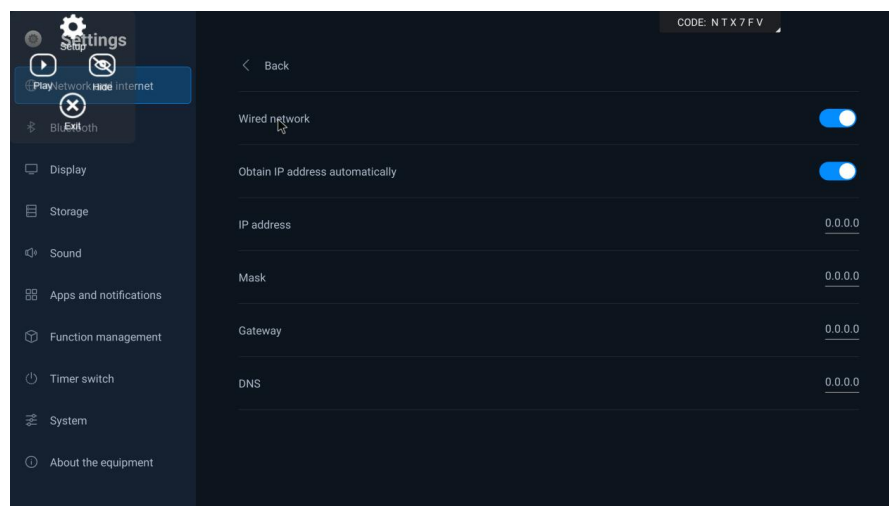 CODE: NTX7FV
Settings
Setup
Play
Hide
Exit
Network and internet
Bluetooth
Display
Storage
Sound
Apps and notifications
Function management
Timer switch
System
About the equipment
Back
Wired network
Obtain IP address automatically
IP address 0.0.0.0
Mask 0.0.0.0
Gateway 0.0.0.0
DNS 0.0.0.0